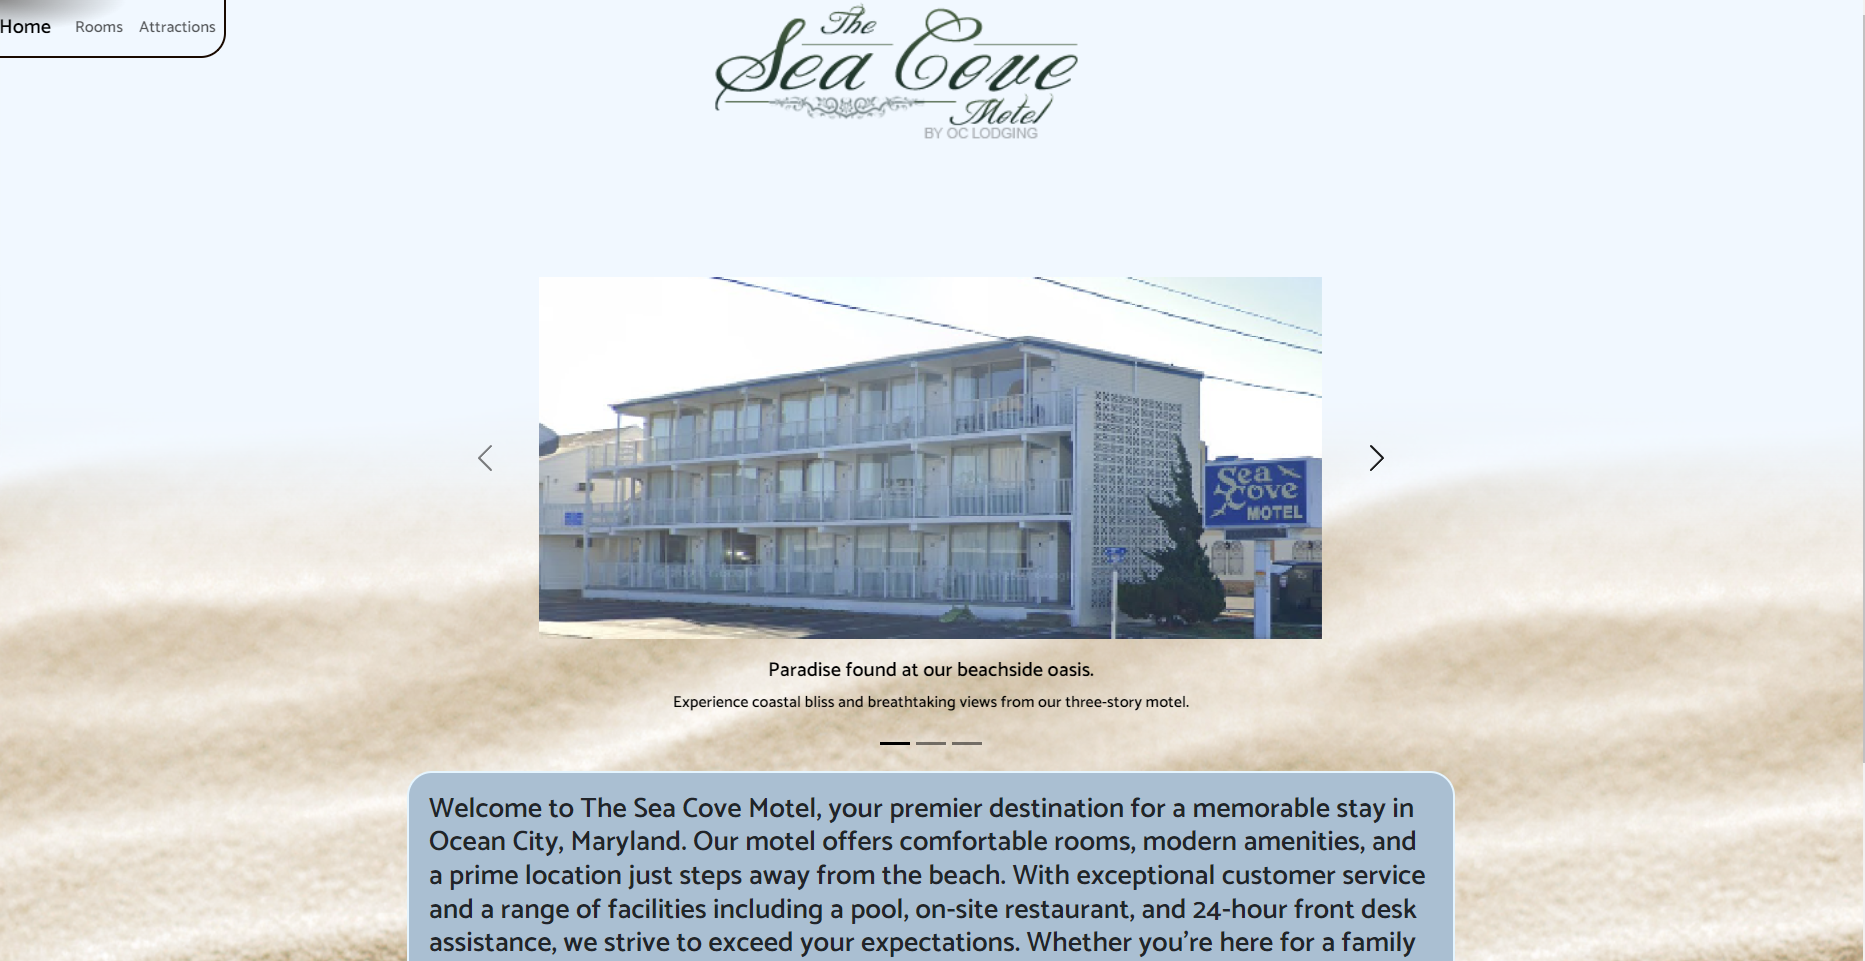 Home Rooms Attractions
The
Sea Cove
Motel
BY OC LODGING
Sea
Cove
MOTEL
Paradise found at our beachside oasis.
Experience coastal bliss and breathtaking views from our three-story motel.
Welcome to The Sea Cove Motel, your premier destination for a memorable stay in
Ocean City, Maryland. Our motel offers comfortable rooms, modern amenities, and
a prime location just steps away from the beach. With exceptional customer service
and a range of facilities including a pool, on-site restaurant, and 24-hour front desk
assistance, we strive to exceed your expectations. Whether you're here for a family